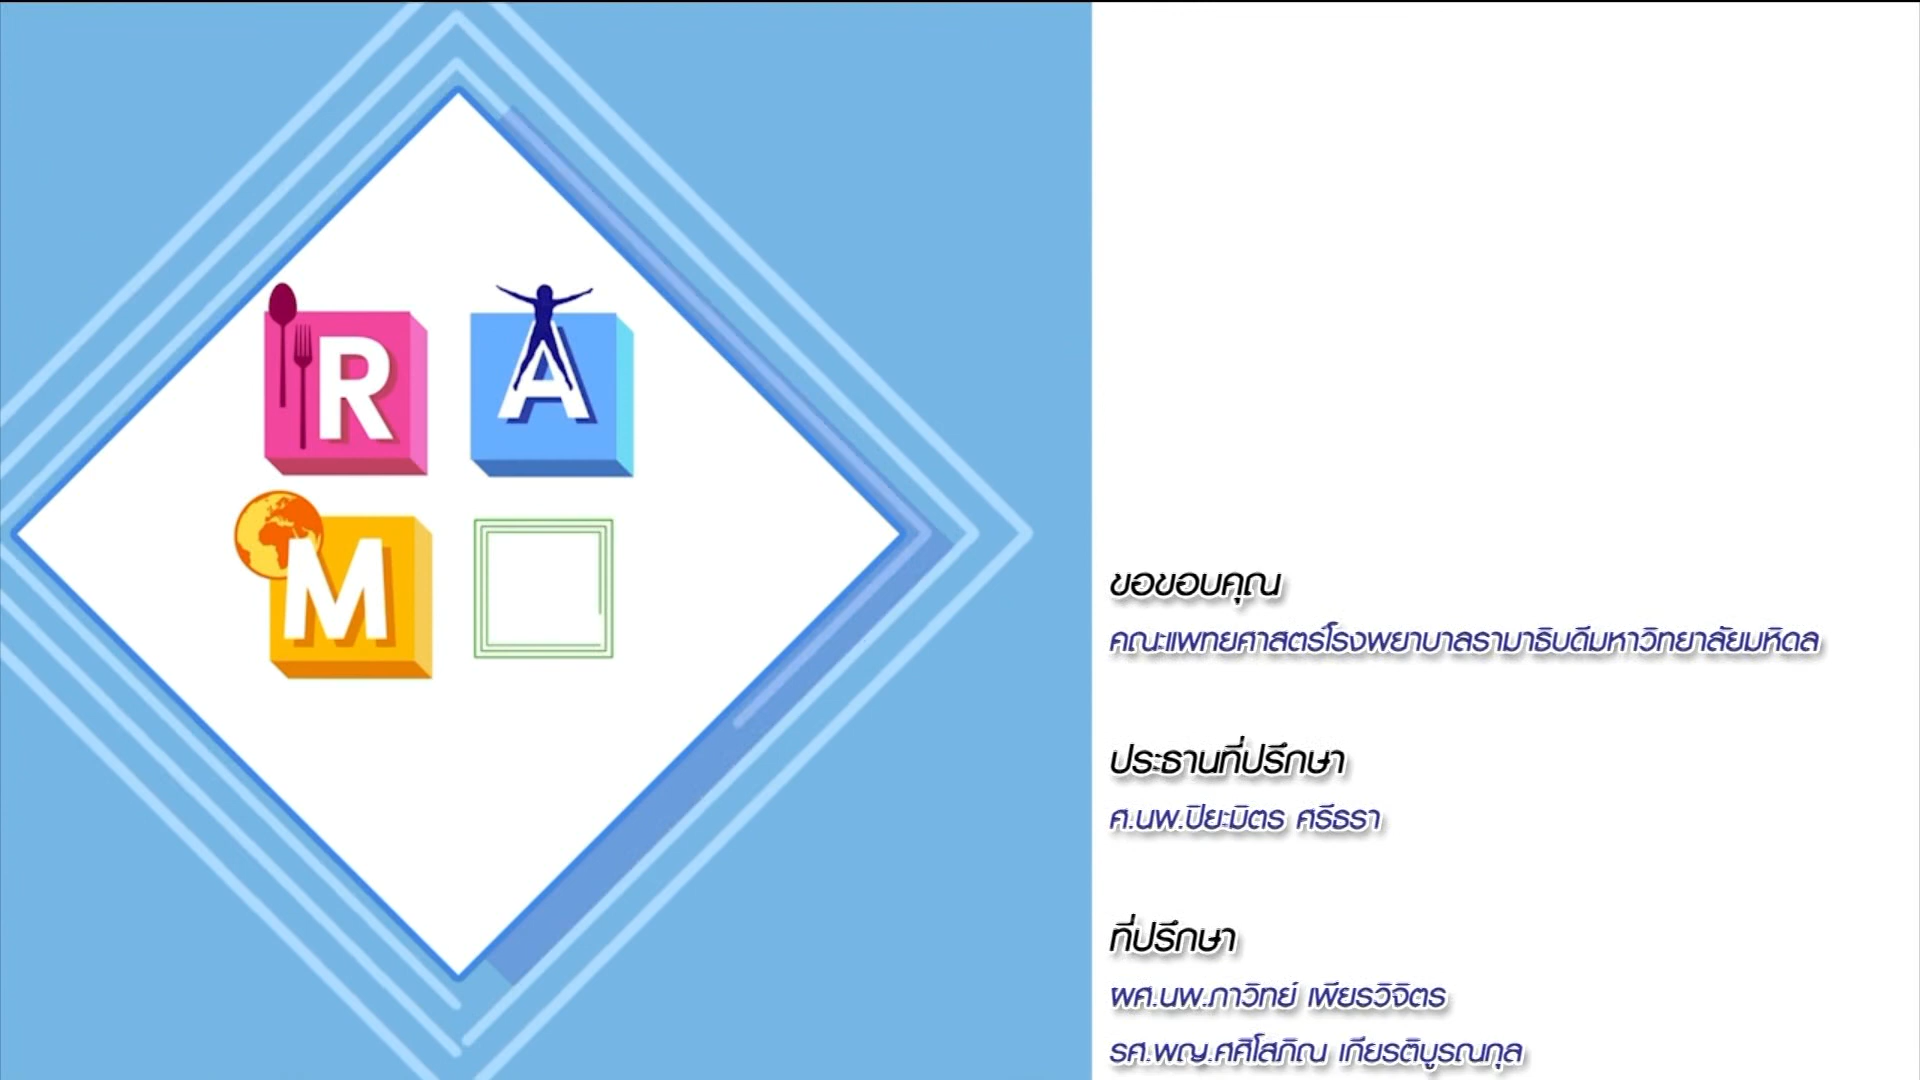 R A
M
ขอขอบคุณ
คณะแพทยศาสตร์โรงพยาบาลรามาธิบดีมหาวิทยาลัยมหิดล
ประธานที่ปรึกษา
ศ.นพ.ปิยะมิตร ศรีธรา
ที่ปรึกษา
ผศ.นพ.ภาวิทย์ เพียรวิจิตร
รศ.พญ.ศศิโสภิณ เกียรติบูรณกุล